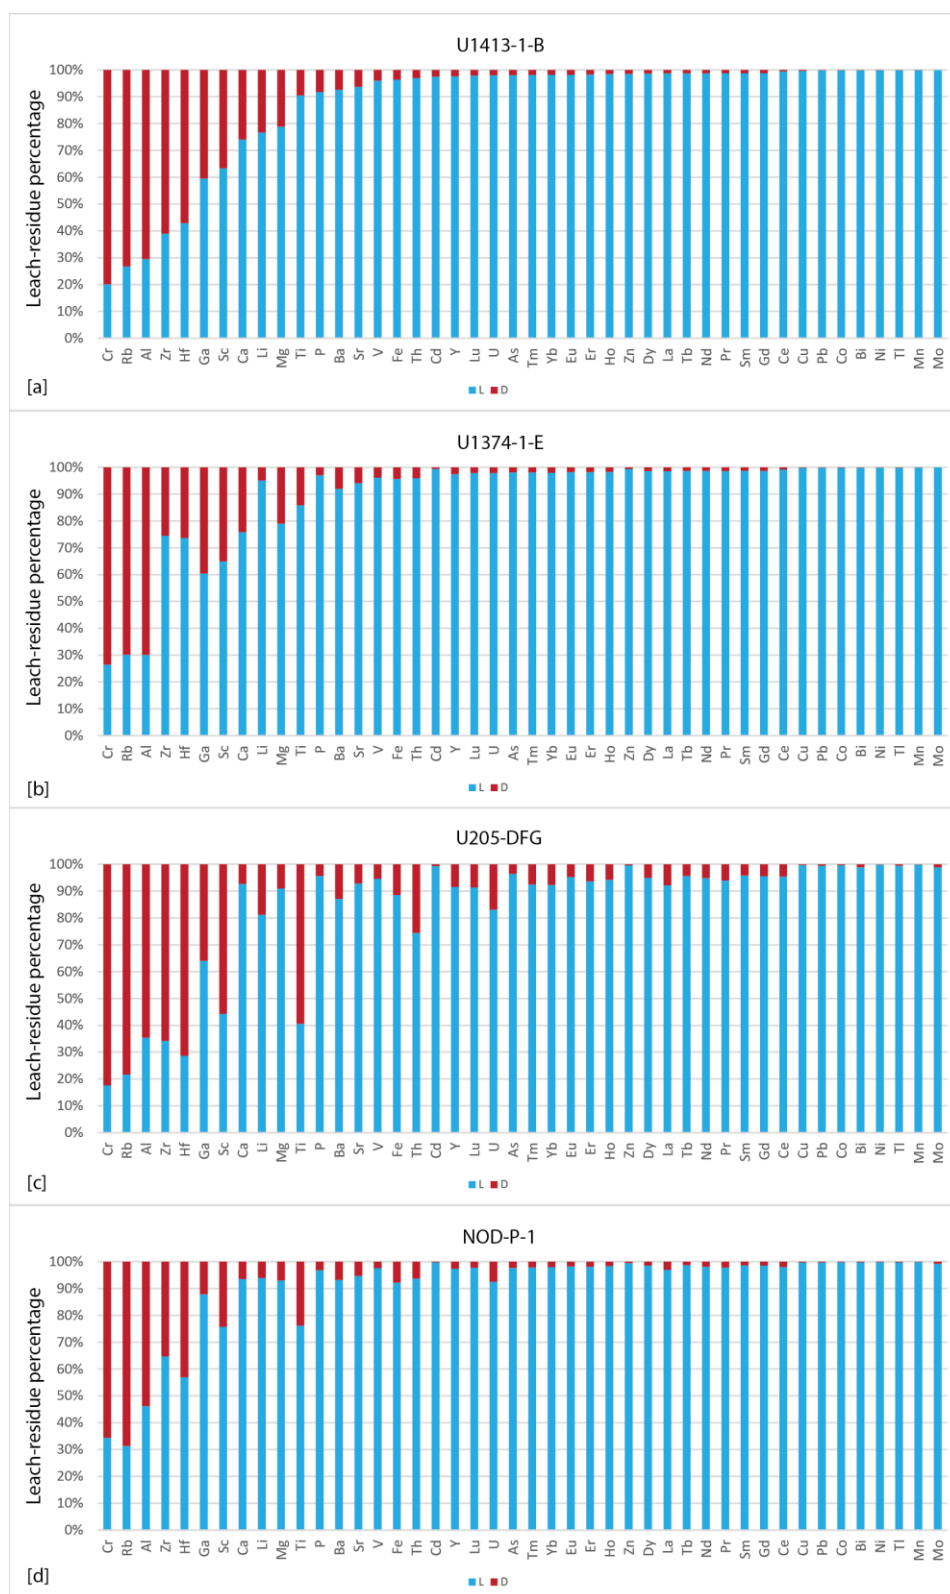 U1413-1-B
Leach-residue percentage
100%
90%
80%
70%
60%
50%
40%
30%
20%
10%
0%
Cr Rb Al Zr Hf Ga Sc Ca Li Mg Ti P Ba Sr V Fe Th Cd Y Lu U As Tm Yb Eu Er Ho Zn Dy La Tb Nd Pr Sm Gd Ce Cu Pb Co Bi Ni Tl Mn Mo
[a]
L D
U1374-1-E
Leach-residue percentage
100%
90%
80%
70%
60%
50%
40%
30%
20%
10%
0%
Cr Rb Al Zr Hf Ga Sc Ca Li Mg Ti P Ba Sr V Fe Th Cd Y Lu U As Tm Yb Eu Er Ho Zn Dy La Tb Nd Pr Sm Gd Ce Cu Pb Co Bi Ni Tl Mn Mo
[b]
L D
U205-DFG
Leach-residue percentage
100%
90%
80%
70%
60%
50%
40%
30%
20%
10%
0%
Cr Rb Al Zr Hf Ga Sc Ca Li Mg Ti P Ba Sr V Fe Th Cd Y Lu U As Tm Yb Eu Er Ho Zn Dy La Tb Nd Pr Sm Gd Ce Cu Pb Co Bi Ni Tl Mn Mo
[c]
L D
NOD-P-1
Leach-residue percentage
100%
90%
80%
70%
60%
50%
40%
30%
20%
10%
0%
Cr Rb Al Zr Hf Ga Sc Ca Li Mg Ti P Ba Sr V Fe Th Cd Y Lu U As Tm Yb Eu Er Ho Zn Dy La Tb Nd Pr Sm Gd Ce Cu Pb Co Bi Ni Tl Mn Mo
[d]
L D